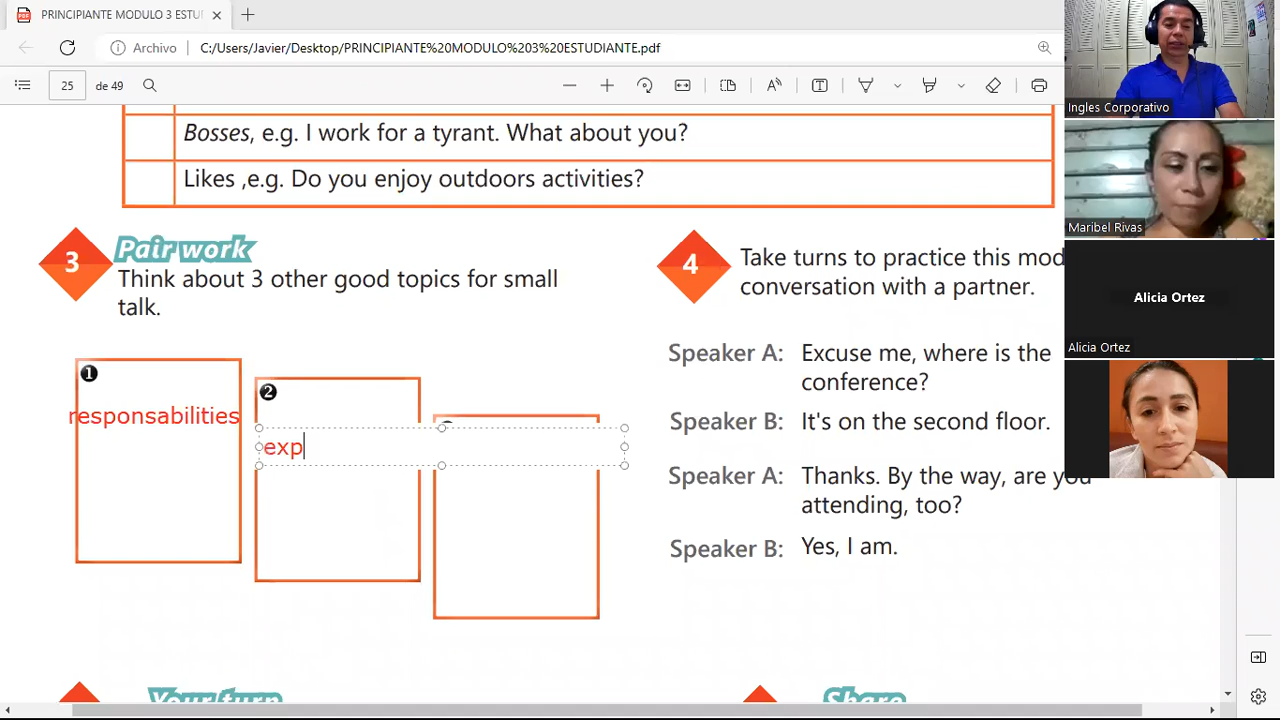 PRINCIPIANTE MODULO 3 ESTU
Archivo
C:/Users/Javier/Desktop/PRINCIPIANTE%20MODULO%203%20ESTUDIANTE.pdf
25
de 49
Bosses, e.g. I work for a tyrant. What about you?
Likes ,e.g. Do you enjoy outdoors activities?
3
Pair work
Think about 3 other good topics for small
talk.
1
responsabilities
2
exp
4
Take turns to practice this mod
conversation with a partner.
Speaker A: Excuse me, where is the
conference?
Speaker B: It's on the second floor.
Speaker A: Thanks. By the way, are you
attending, too?
Speaker B: Yes, I am.
Your turn
Share
Ingles Corporativo
Maribel Rivas
Alicia Ortez
Alicia Ortez